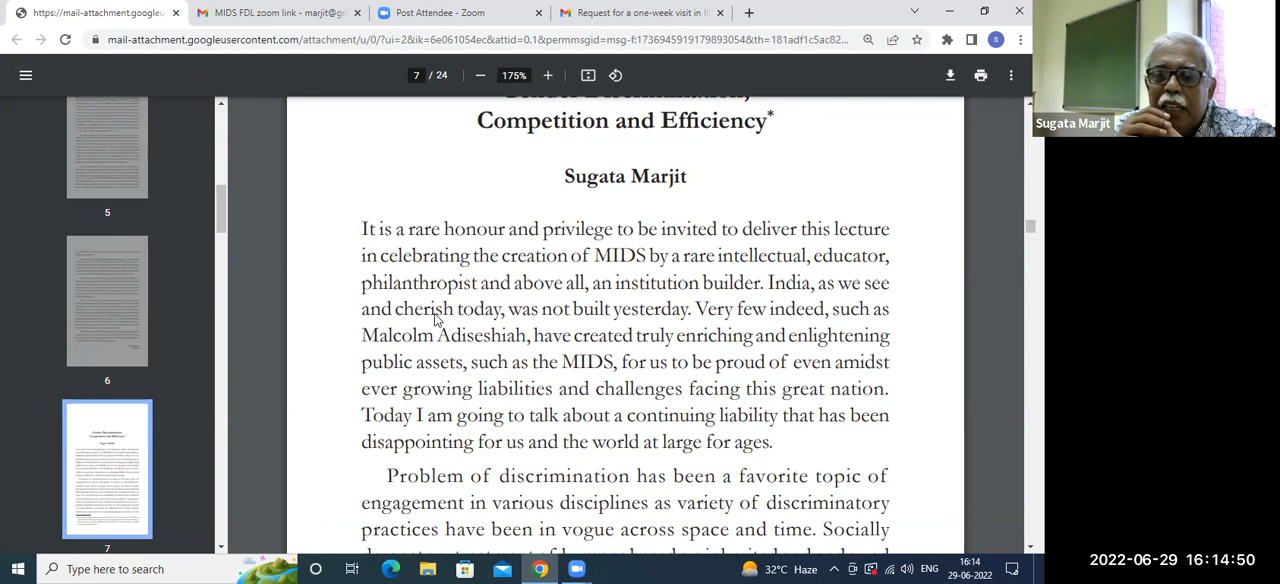 https://mail-attachment.googleu
MIDS FDL zoom link - marjit@gm
Post Attendee - Zoom
Request for a one-week visit in II
mail-attachment.googleusercontent.com/attachment/u/0/?ui=2&ik=6e061054ec&attid=0.1&permmsgid=msg-f:1736945919179893054&th=181adf1c5ac82...
S
7 / 24
175%
Competition and Efficiency*
Sugata Marjit
It is a rare honour and privilege to be invited to deliver this lecture
in celebrating the creation of MIDS by a rare intellectual, educator,
philanthropist and above all, an institution builder. India, as we see
and cherish today, was not built yesterday. Very few indeed, such as
Malcolm Adiseshiah, have created truly enriching and enlightening
public assets, such as the MIDS, for us to be proud of even amidst
ever growing liabilities and challenges facing this great nation.
Today I am going to talk about a continuing liability that has been
disappointing for us and the world at large for ages.
Problem of discrimination has been a favorite topic of
engagement in various disciplines as variety of discriminatory
practices have been in vogue across space and time. Socially
5
6
7
Sugata Marjit
Type here to search
32°C Haze
ENG
16:14
29-06-2022
2022-06-29 16:14:50